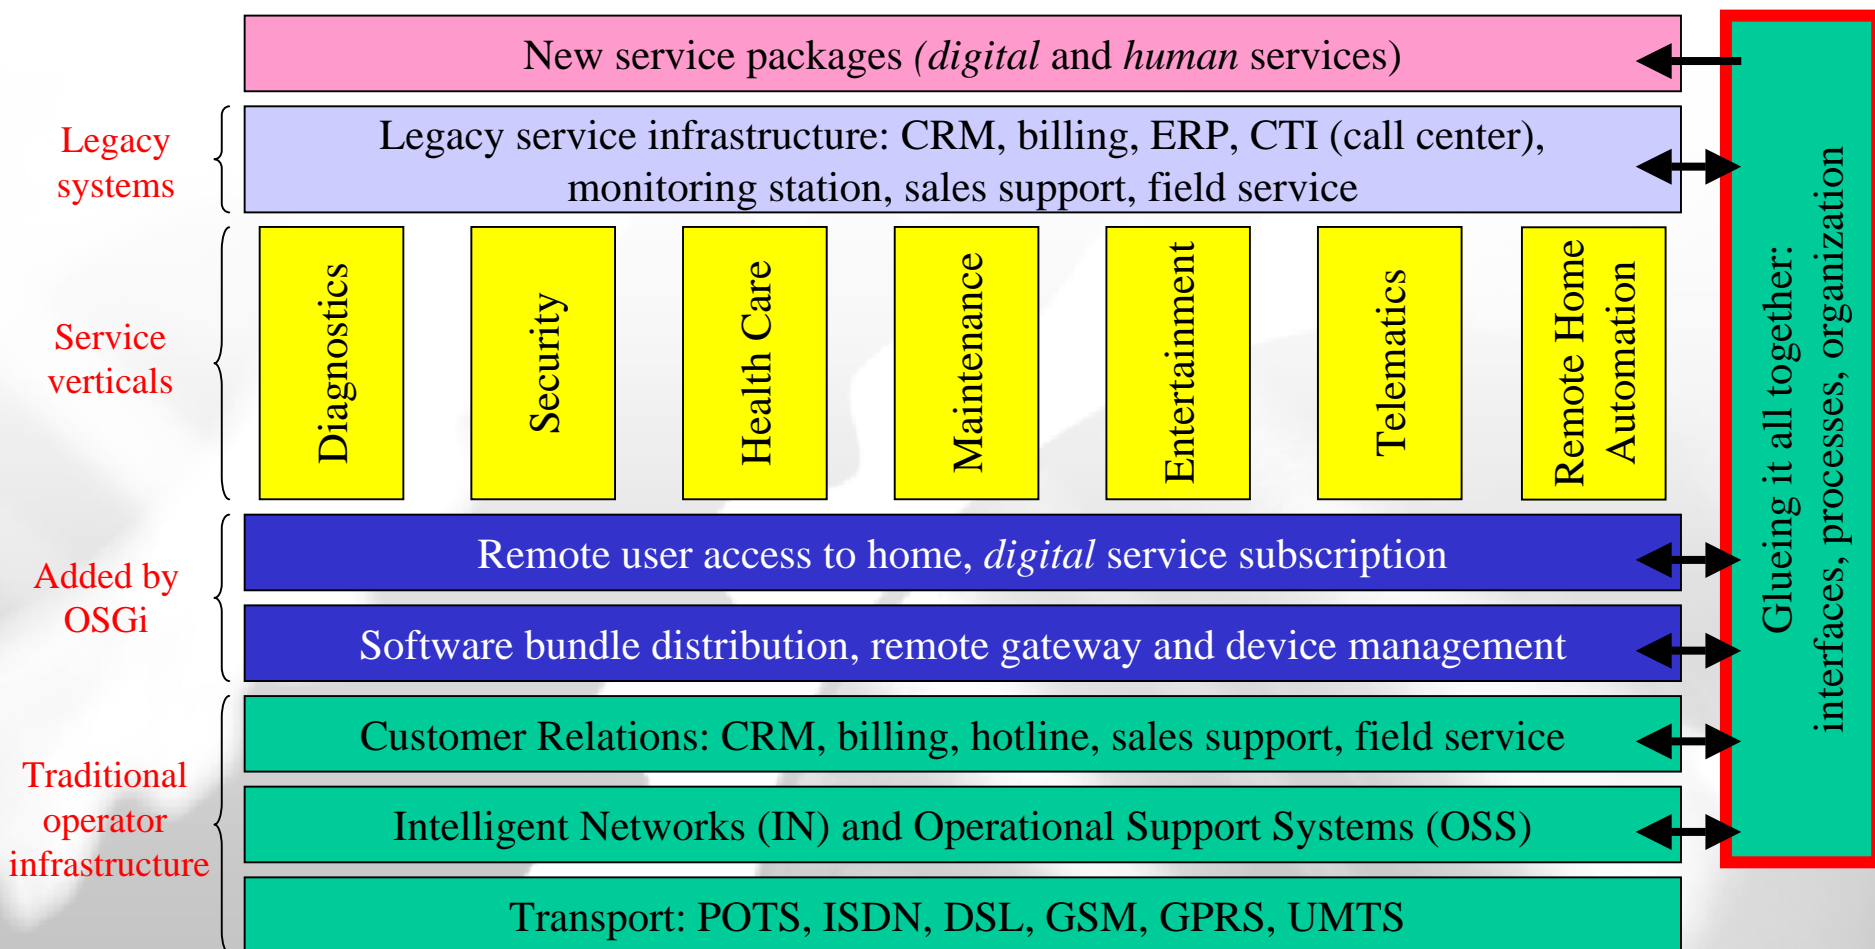 New service packages (digital and human services)
Legacy
systems
Legacy service infrastructure: CRM, billing, ERP, CTI (call center),
monitoring station, sales support, field service
Service
verticals
Diagnostics
Security
Health Care
Maintenance
Entertainment
Telematics
Remote Home
Automation
Added by
OSGi
Remote user access to home, digital service subscription
Software bundle distribution, remote gateway and device management
Traditional
operator
infrastructure
Customer Relations: CRM, billing, hotline, sales support, field service
Intelligent Networks (IN) and Operational Support Systems (OSS)
Transport: POTS, ISDN, DSL, GSM, GPRS, UMTS
Glueing it all together:
interfaces, processes, organization